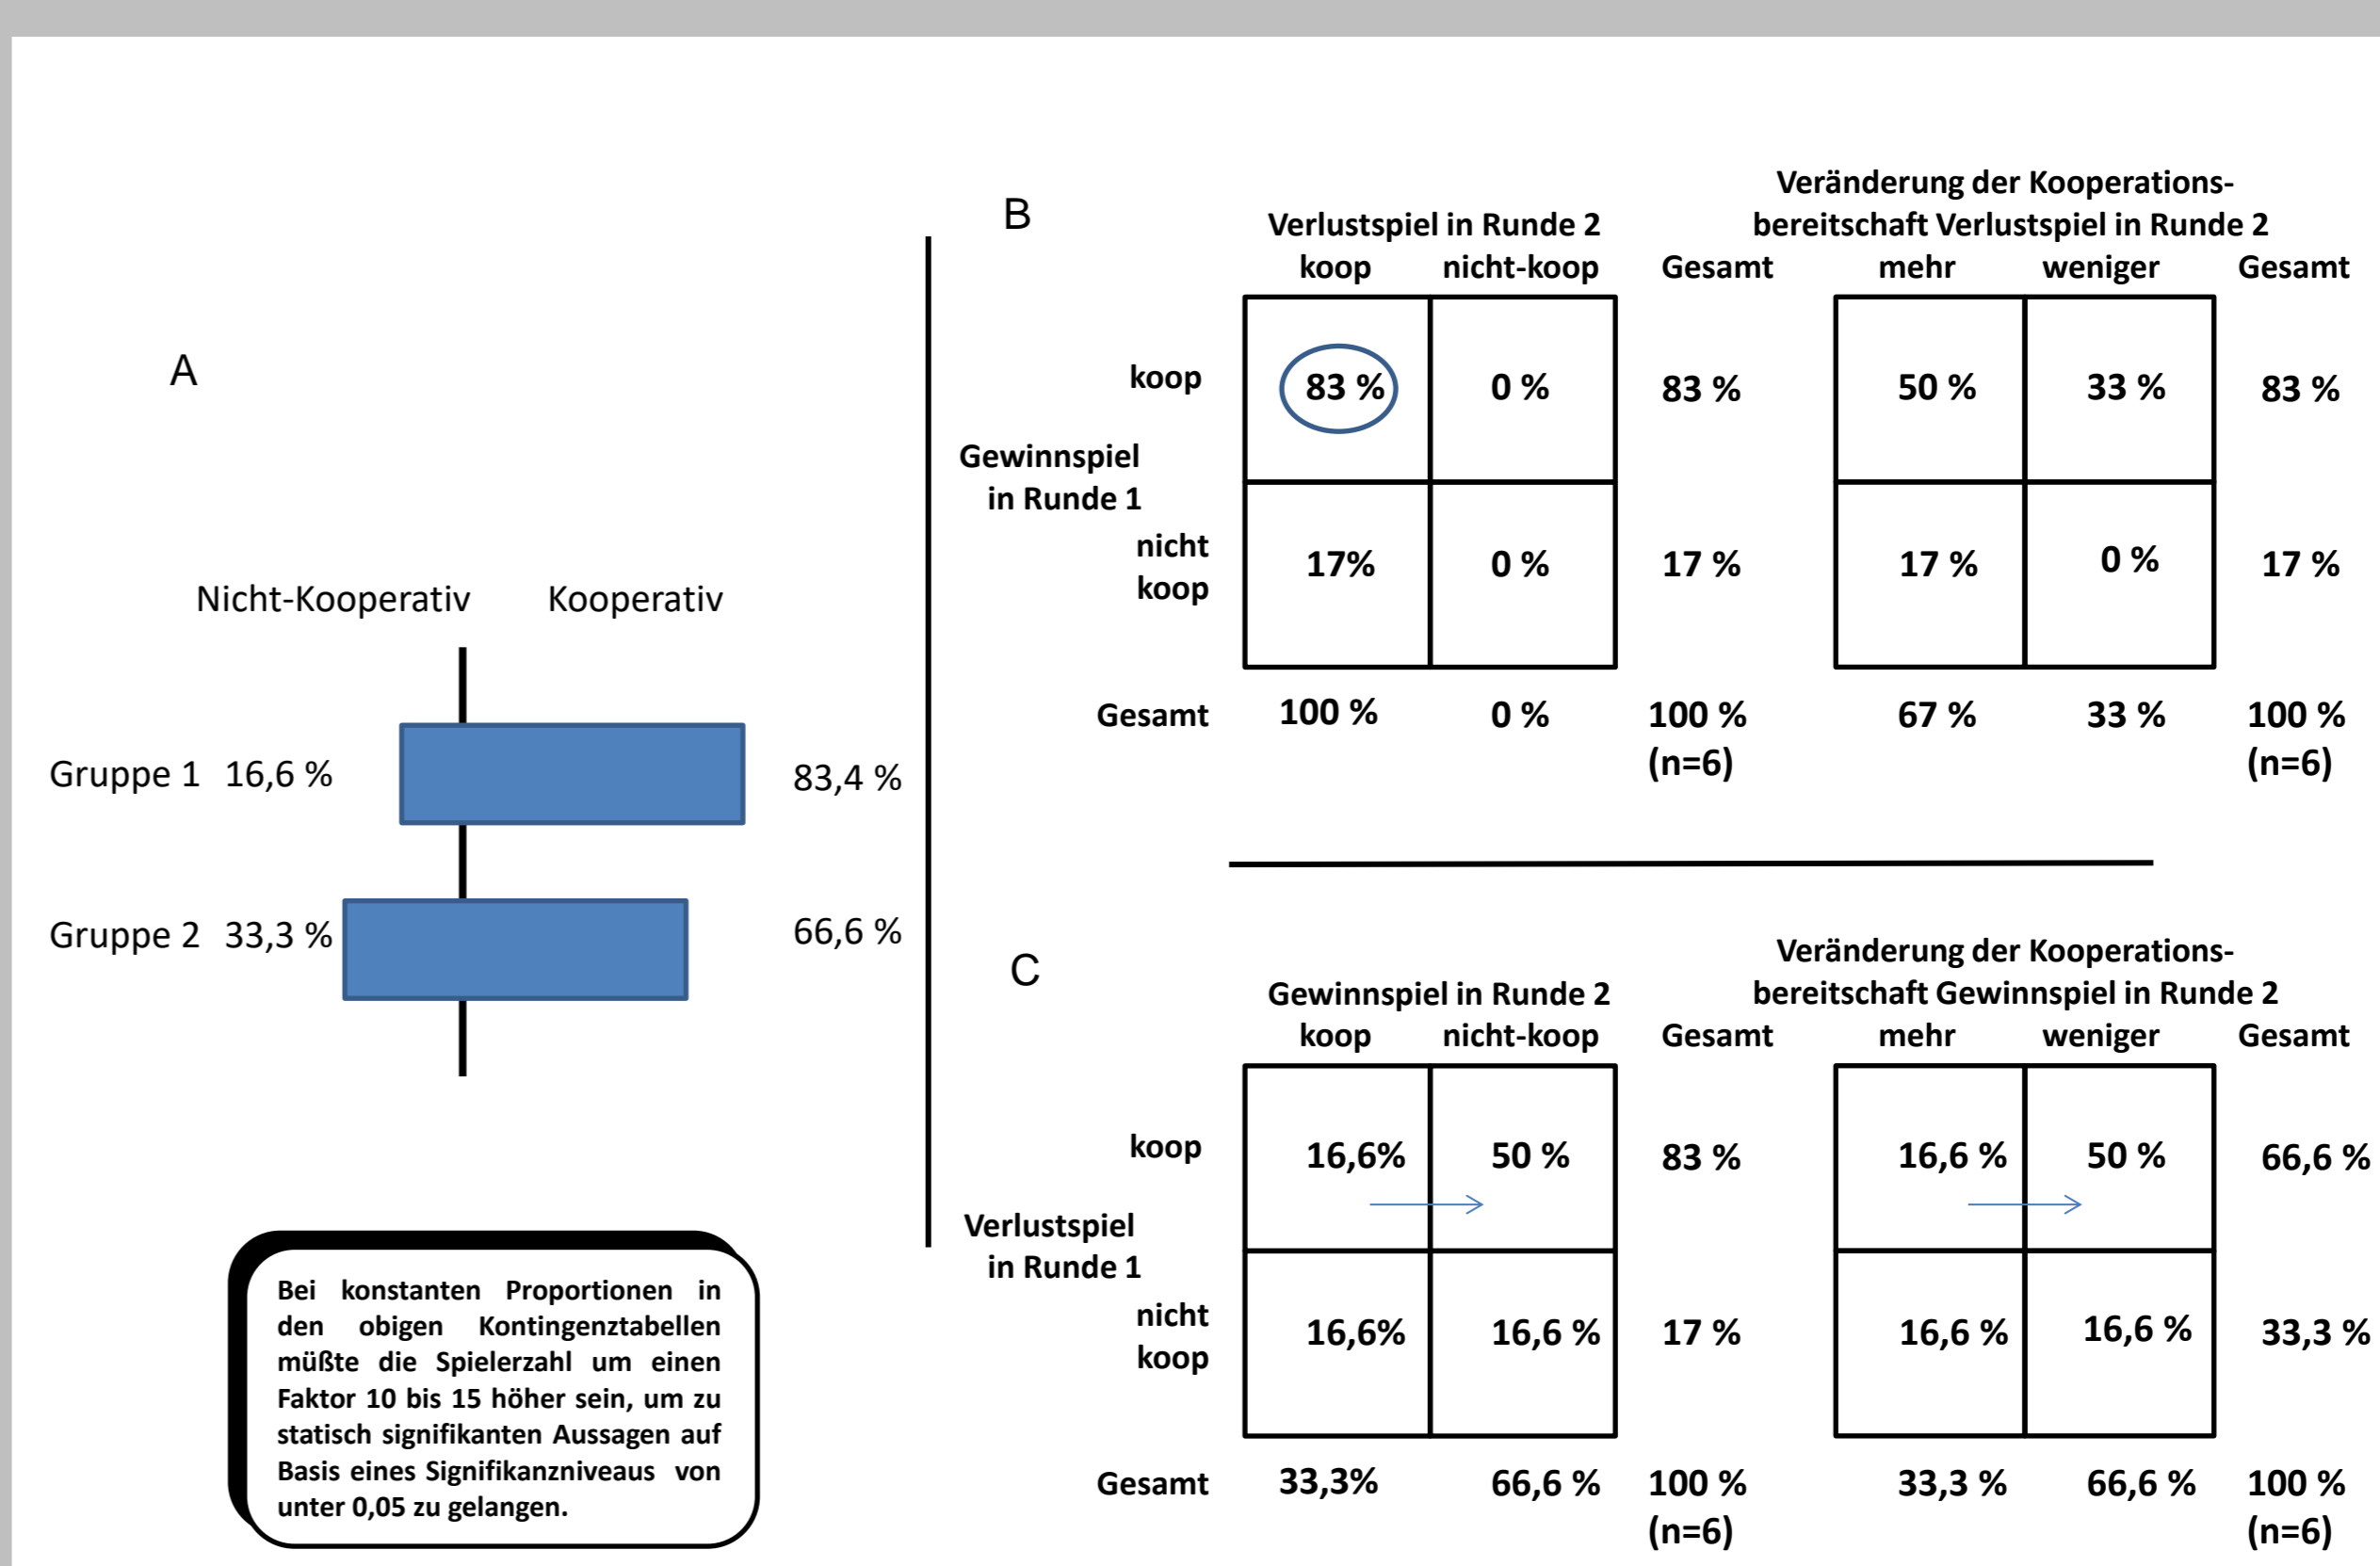 A
Nicht-Kooperativ Kooperativ
Gruppe 1 16,6 % 83,4 %
Gruppe 2 33,3 % 66,6 %
Bei konstanten Proportionen in
den obigen Kontingenztabellen
müßte die Spielerzahl um einen
Faktor 10 bis 15 höher sein, um zu
statisch signifikanten Aussagen auf
Basis eines Signifikanzniveaus von
unter 0,05 zu gelangen.
B
Verlustspiel in Runde 2
koop nicht-koop Gesamt
Veränderung der Kooperations-
bereitschaft Verlustspiel in Runde 2
mehr weniger Gesamt
Gewinnspiel
in Runde 1
koop 83 % 0 % 83 % 50 % 33 % 83 %
nicht
koop 17% 0 % 17 % 17 % 0 % 17 %
Gesamt 100 % 0 % 100 % 67 % 33 % 100 %
(n=6) (n=6)
C
Gewinnspiel in Runde 2
koop nicht-koop Gesamt
Veränderung der Kooperations-
bereitschaft Gewinnspiel in Runde 2
mehr weniger Gesamt
Verlustspiel
in Runde 1
koop 16,6% 50 % 83 % 16,6 % 50 % 66,6 %
nicht
koop 16,6% 16,6 % 17 % 16,6 % 16,6 % 33,3 %
Gesamt 33,3% 66,6 % 100 % 33,3 % 66,6 % 100 %
(n=6) (n=6)